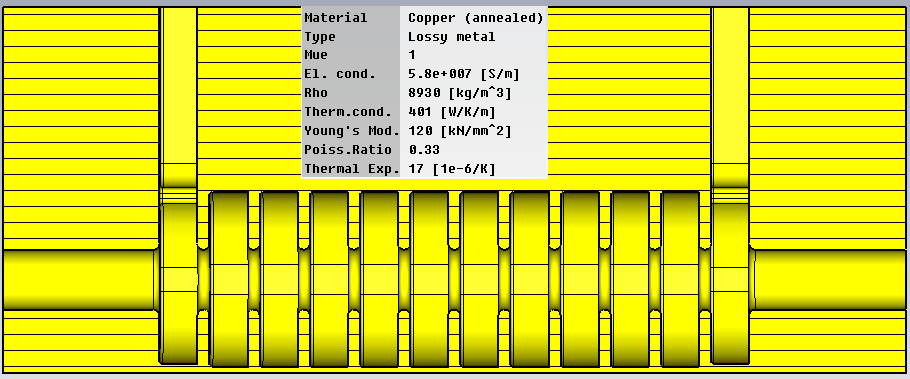 Material Copper (annealed)
Type Lossy metal
Mue 1
El. cond. 5.8e+007 [S/m]
Rho 8930 [kg/m^3]
Therm.cond. 401 [W/K/m]
Young's Mod. 120 [kN/mm^2]
Poiss.Ratio 0.33
Thermal Exp. 17 [1e-6/K]